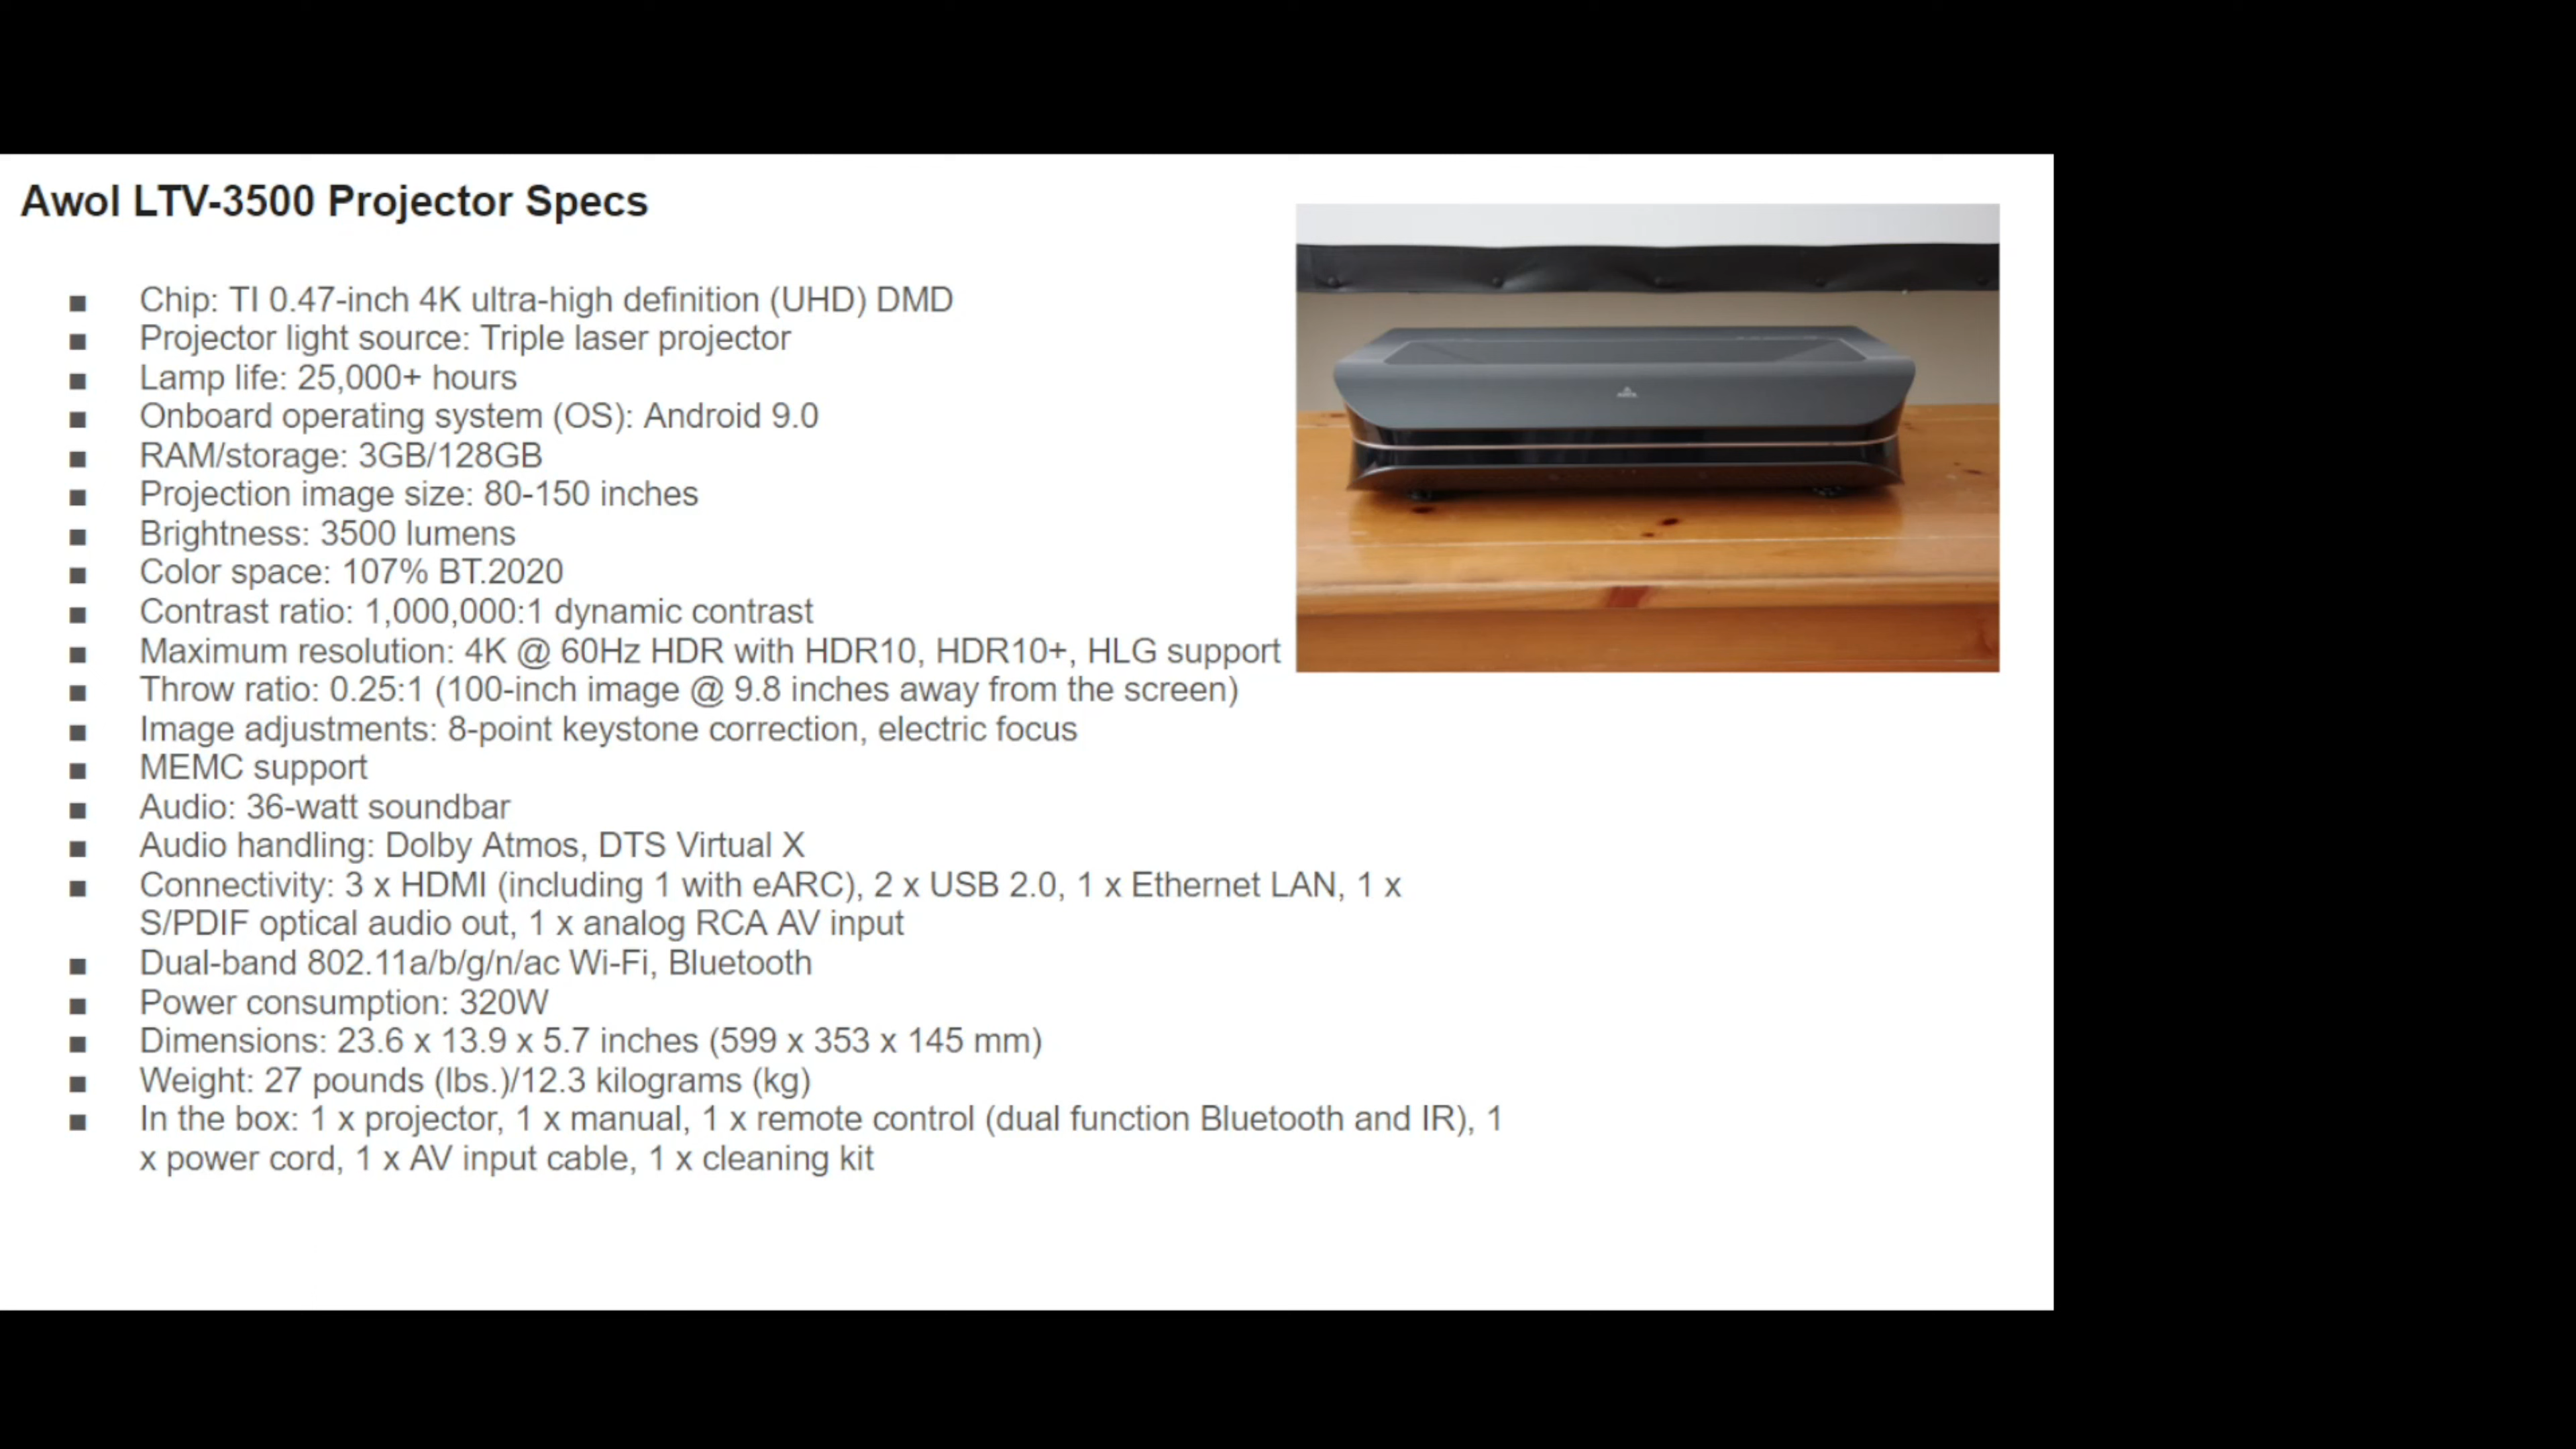 Awol LTV-3500 Projector Specs
■ Chip: TI 0.47-inch 4K ultra-high definition (UHD) DMD
■ Projector light source: Triple laser projector
■ Lamp life: 25,000+ hours
■ Onboard operating system (OS): Android 9.0
■ RAM/storage: 3GB/128GB
■ Projection image size: 80-150 inches
■ Brightness: 3500 lumens
■ Color space: 107% BT.2020
■ Contrast ratio: 1,000,000:1 dynamic contrast
■ Maximum resolution: 4K @ 60Hz HDR with HDR10, HDR10+, HLG support
■ Throw ratio: 0.25:1 (100-inch image @ 9.8 inches away from the screen)
■ Image adjustments: 8-point keystone correction, electric focus
■ MEMC support
■ Audio: 36-watt soundbar
■ Audio handling: Dolby Atmos, DTS Virtual X
■ Connectivity: 3 x HDMI (including 1 with eARC), 2 x USB 2.0, 1 x Ethernet LAN, 1 x
S/PDIF optical audio out, 1 x analog RCA AV input
■ Dual-band 802.11a/b/g/n/ac Wi-Fi, Bluetooth
■ Power consumption: 320W
■ Dimensions: 23.6 x 13.9 x 5.7 inches (599 x 353 x 145 mm)
■ Weight: 27 pounds (lbs.)/12.3 kilograms (kg)
■ In the box: 1 x projector, 1 x manual, 1 x remote control (dual function Bluetooth and IR), 1
x power cord, 1 x AV input cable, 1 x cleaning kit